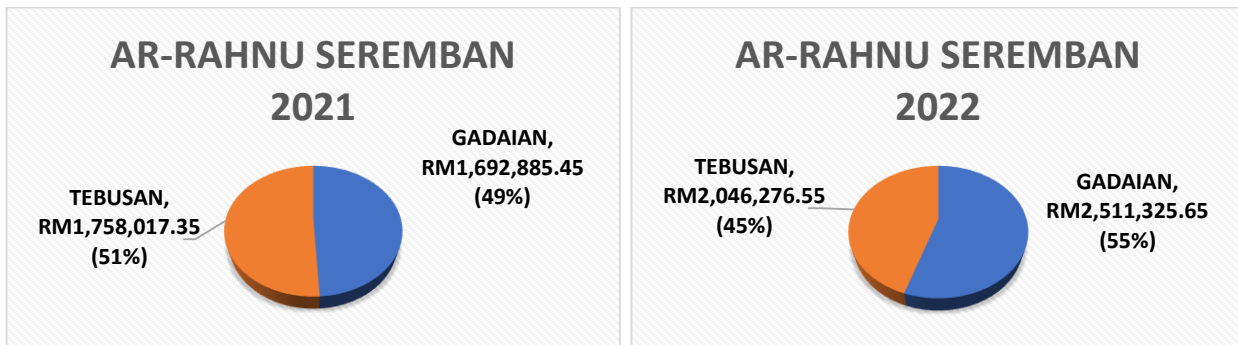 AR-RAHNU SEREMBAN
2021
GADAIAN,
RM1,692,885.45
(49%)
TEBUSAN,
RM1,758,017.35
(51%)
AR-RAHNU SEREMBAN
2022
TEBUSAN,
RM2,046,276.55
(45%)
GADAIAN,
RM2,511,325.65
(55%)